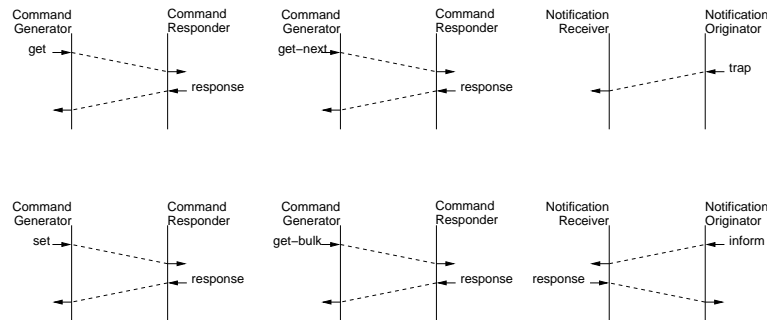 Command
Generator
Command
Responder
get
response
Command
Generator
Command
Responder
get−next
response
Notification
Receiver
Notification
Originator
trap
Command
Generator
Command
Responder
set
response
Command
Generator
Command
Responder
get−bulk
response
Notification
Receiver
Notification
Originator
inform
response